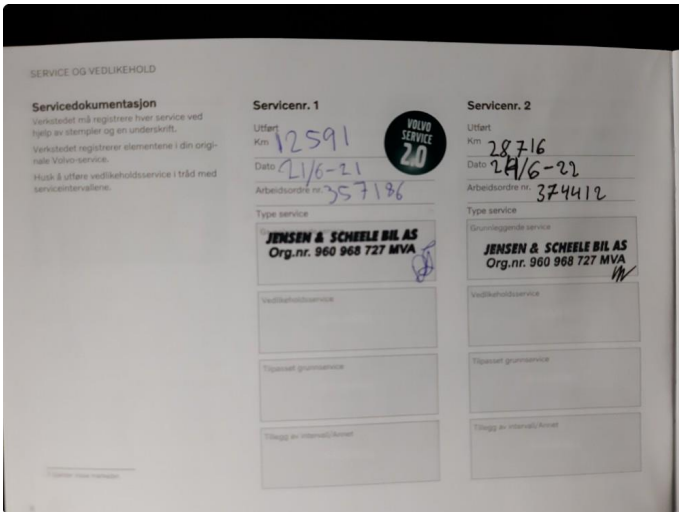 SERVICE OG VEDLIKEHOLD
Servicedokumentasjon
Verkstedet må registrere hver service ved
hjelp av stempler og en underskrift.
Verkstedet registrerer elementene i din origi-
nale Volvo-service.
Husk å utføre vedlikeholdsservice i tråd med
serviceintervallene.
Servicenr. 1
Utført
Km 12591
Dato 21/6-21
Arbeidsordre nr. 357186
Type service
JENSEN & SCHEELE BIL AS
Org.nr. 960 968 727 MVA
Vedlikeholdsservice
Tilpasset grunnservice
Tillegg av intervall/Annet
VOLVO
SERVICE
2.0
Servicenr. 2
Utført
Km 28716
Dato /6-22
Arbeidsordre nr. 374412
Type service
Grunnleggende service
JENSEN & SCHEELE BIL AS
Org.nr. 960 968 727 MVA
Vedlikeholdsservice
Tilpasset grunnservice
Tillegg av intervall/Annet